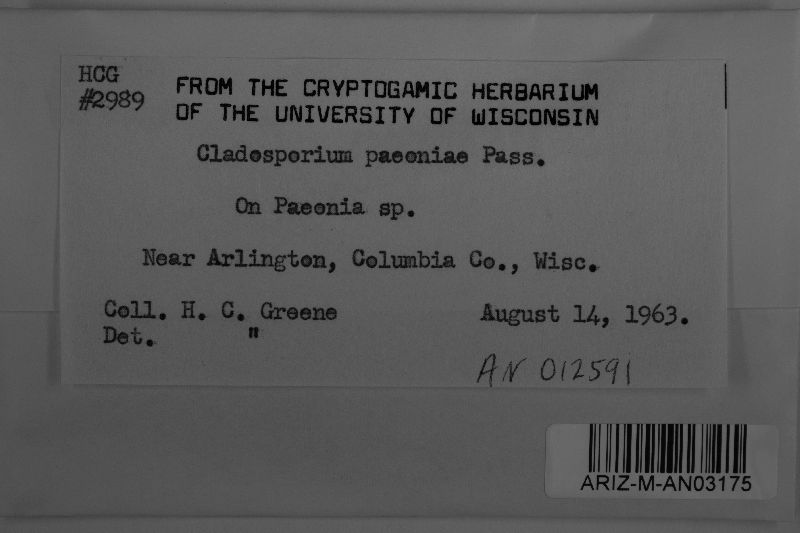 HCG
#2989
FROM THE CRYPTOGAMIC HERBARIUM
OF THE UNIVERSITY OF WISCONSIN
Cladosporium paeoniae Pass.
On Paeonia sp.
Near Arlington, Columbia Co., Wisc.
Coll. H. C. Greene August 14, 1963.
Det. "
AN 012591
ARIZ-M-AN03175